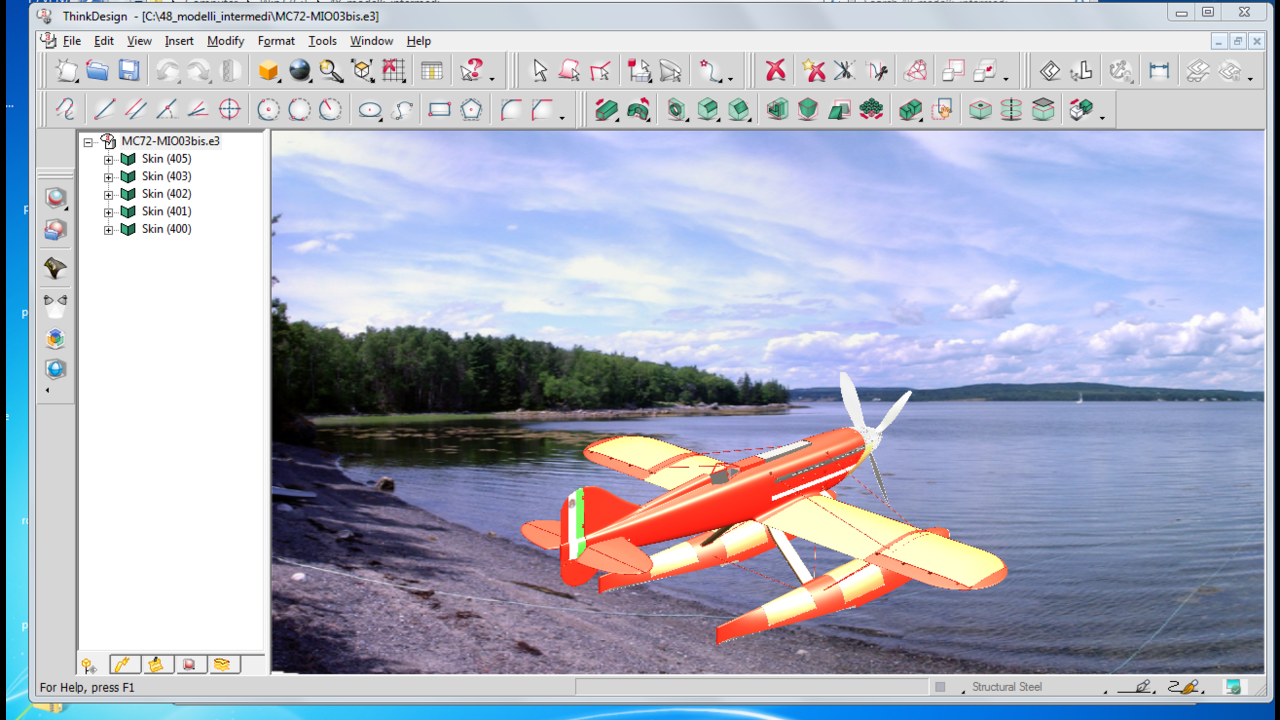 ThinkDesign - [C:\48_modelli_intermedi\MC72-MIO03bis.e3]
File Edit View Insert Modify Format Tools Window Help
MC72-MIO03bis.e3
Skin (405)
Skin (403)
Skin (402)
Skin (401)
Skin (400)
For Help, press F1
Structural Steel